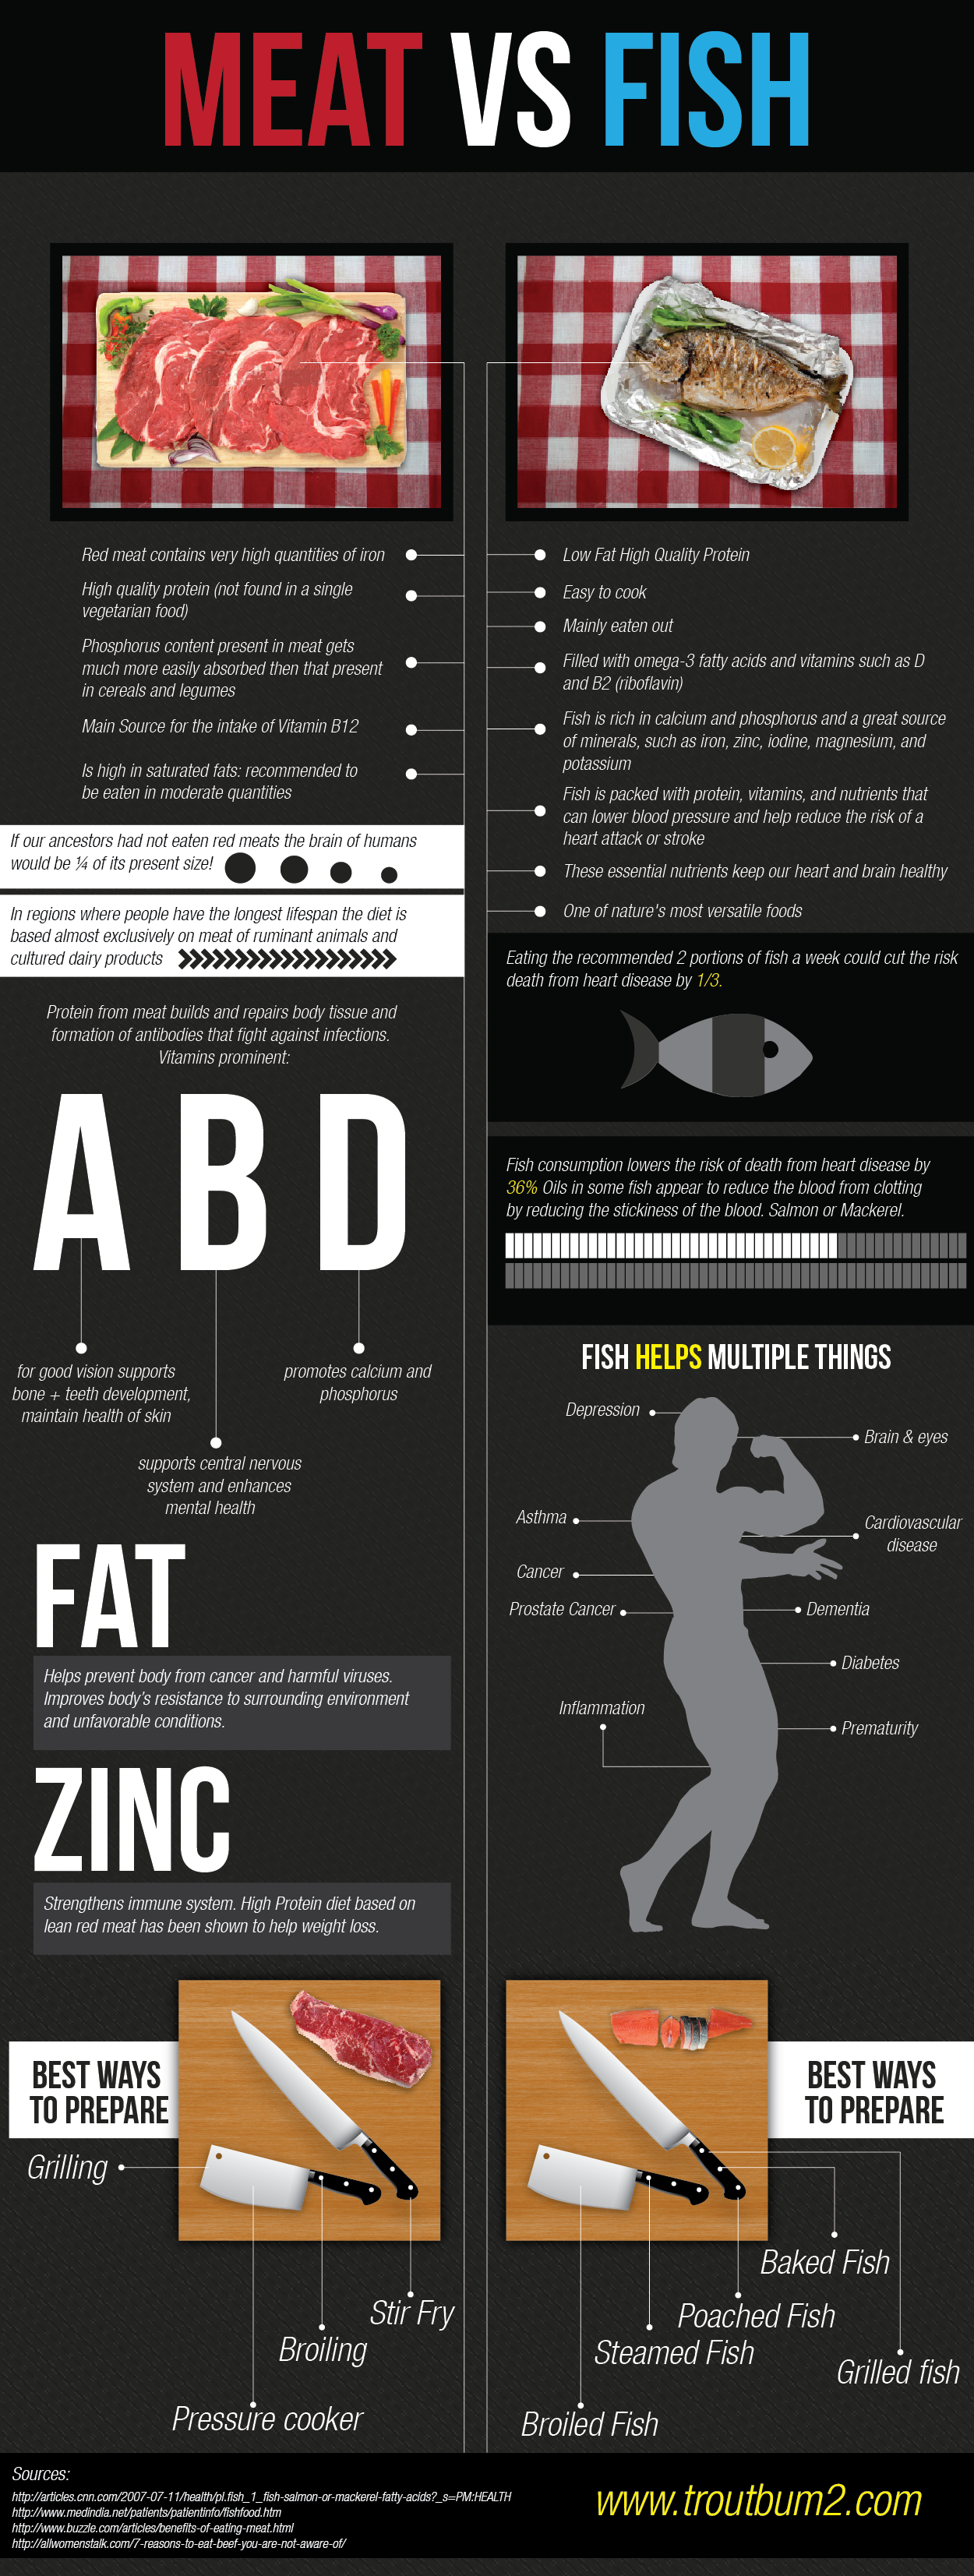 MEAT VS FISH
Red meat contains very high quantities of iron
High quality protein (not found in a single
vegetarian food)
Phosphorus content present in meat gets
much more easily absorbed then that present
in cereals and legumes
Main Source for the intake of Vitamin B12
Is high in saturated fats: recommended to
be eaten in moderate quantities
If our ancestors had not eaten red meats the brain of humans
would be ¼ of its present size!
In regions where people have the longest lifespan the diet is
based almost exclusively on meat of ruminant animals and
cultured dairy products
Protein from meat builds and repairs body tissue and
formation of antibodies that fight against infections.
Vitamins prominent:
A B D
for good vision supports
bone + teeth development,
maintain health of skin
promotes calcium and
phosphorus
supports central nervous
system and enhances
mental health
FAT
Helps prevent body from cancer and harmful viruses.
Improves body's resistance to surrounding environment
and unfavorable conditions.
ZINC
Strengthens immune system. High Protein diet based on
lean red meat has been shown to help weight loss.
BEST WAYS
TO PREPARE
Grilling
Stir Fry
Broiling
Pressure cooker
Low Fat High Quality Protein
Easy to cook
Mainly eaten out
Filled with omega-3 fatty acids and vitamins such as D
and B2 (riboflavin)
Fish is rich in calcium and phosphorus and a great source
of minerals, such as iron, zinc, iodine, magnesium, and
potassium
Fish is packed with protein, vitamins, and nutrients that
can lower blood pressure and help reduce the risk of a
heart attack or stroke
These essential nutrients keep our heart and brain healthy
One of nature's most versatile foods
Eating the recommended 2 portions of fish a week could cut the risk
death from heart disease by 1/3.
Fish consumption lowers the risk of death from heart disease by
36% Oils in some fish appear to reduce the blood from clotting
by reducing the stickiness of the blood. Salmon or Mackerel.
FISH HELPS MULTIPLE THINGS
Depression
Brain & eyes
Asthma
Cardiovascular
disease
Cancer
Prostate Cancer
Dementia
Diabetes
Inflammation
Prematurity
BEST WAYS
TO PREPARE
Baked Fish
Poached Fish
Steamed Fish
Grilled fish
Broiled Fish
Sources:
http://articles.cnn.com/2007-07-11/health/pl.fish_1_fish-salmon-or-mackerel-fatty-acids?_s=PM:HEALTH
http://www.medindia.net/patients/patientinfo/fishfood.htm
http://www.buzzle.com/articles/benefits-of-eating-meat.html
http://allwomenstalk.com/7-reasons-to-eat-beef-you-are-not-aware-of/
www.troutbum2.com